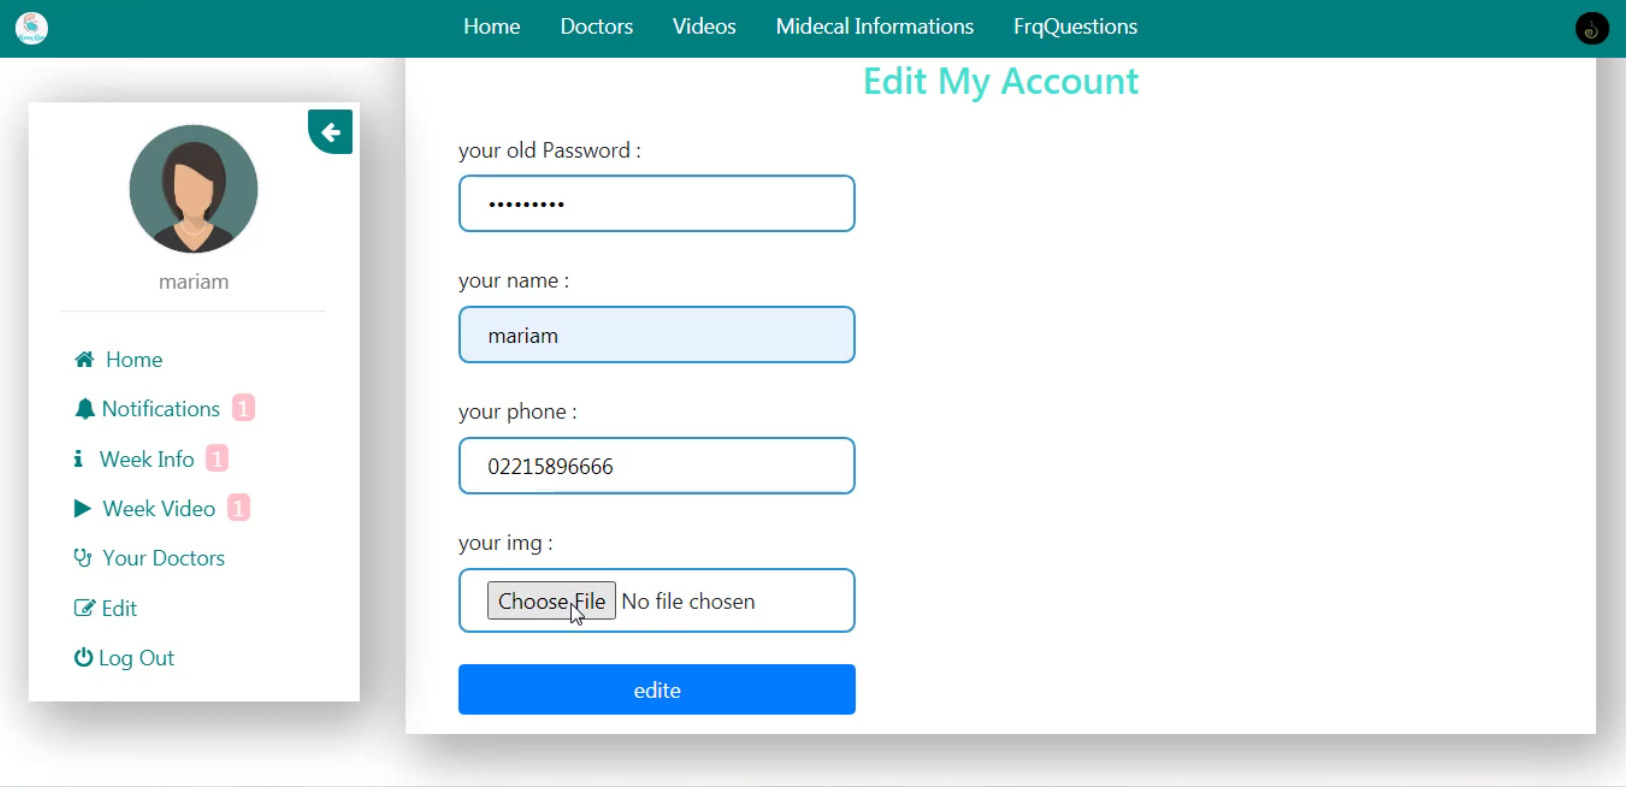 Home Doctors Videos Midecal Informations FrqQuestions
Edit My Account
mariam
Home
Notifications 1
Week Info 1
Week Video 1
Your Doctors
Edit
Log Out
your old Password :
•••••••••
your name :
mariam
your phone :
02215896666
your img :
Choose File No file chosen
edite